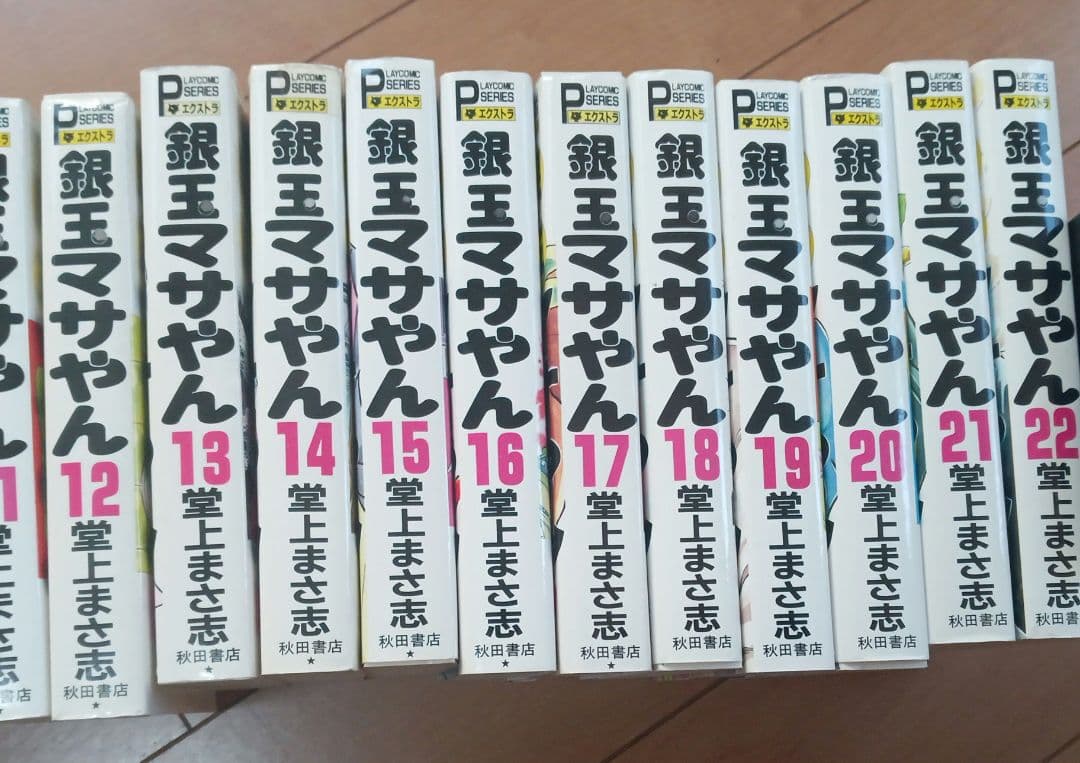 エクストラ
銀玉マサやん
12
堂上まさ志
秋田書店
PLAYCOMIC
SERIES
エクストラ
銀玉マサやん
13
堂上まさ志
秋田書店
PLAYCOMIC
SERIES
エクストラ
銀玉マサやん
14
堂上まさ志
秋田書店
PLAYCOMIC
SERIES
エクストラ
銀玉マサやん
15
堂上まさ志
秋田書店
PLAYCOMIC
SERIES
エクストラ
銀玉マサやん
16
堂上まさ志
秋田書店
PLAYCOMIC
SERIES
エクストラ
銀玉マサやん
17
堂上まさ志
秋田書店
PLAYCOMIC
SERIES
エクストラ
銀玉マサやん
18
堂上まさ志
秋田書店
PLAYCOMIC
SERIES
エクストラ
銀玉マサやん
19
堂上まさ志
秋田書店
PLAYCOMIC
SERIES
エクストラ
銀玉マサやん
20
堂上まさ志
秋田書店
PLAYCOMIC
SERIES
エクストラ
銀玉マサやん
21
堂上まさ志
秋田書店
PLAYCOMIC
SERIES
エクストラ
銀玉マサやん
22
堂上まさ志
秋田書店